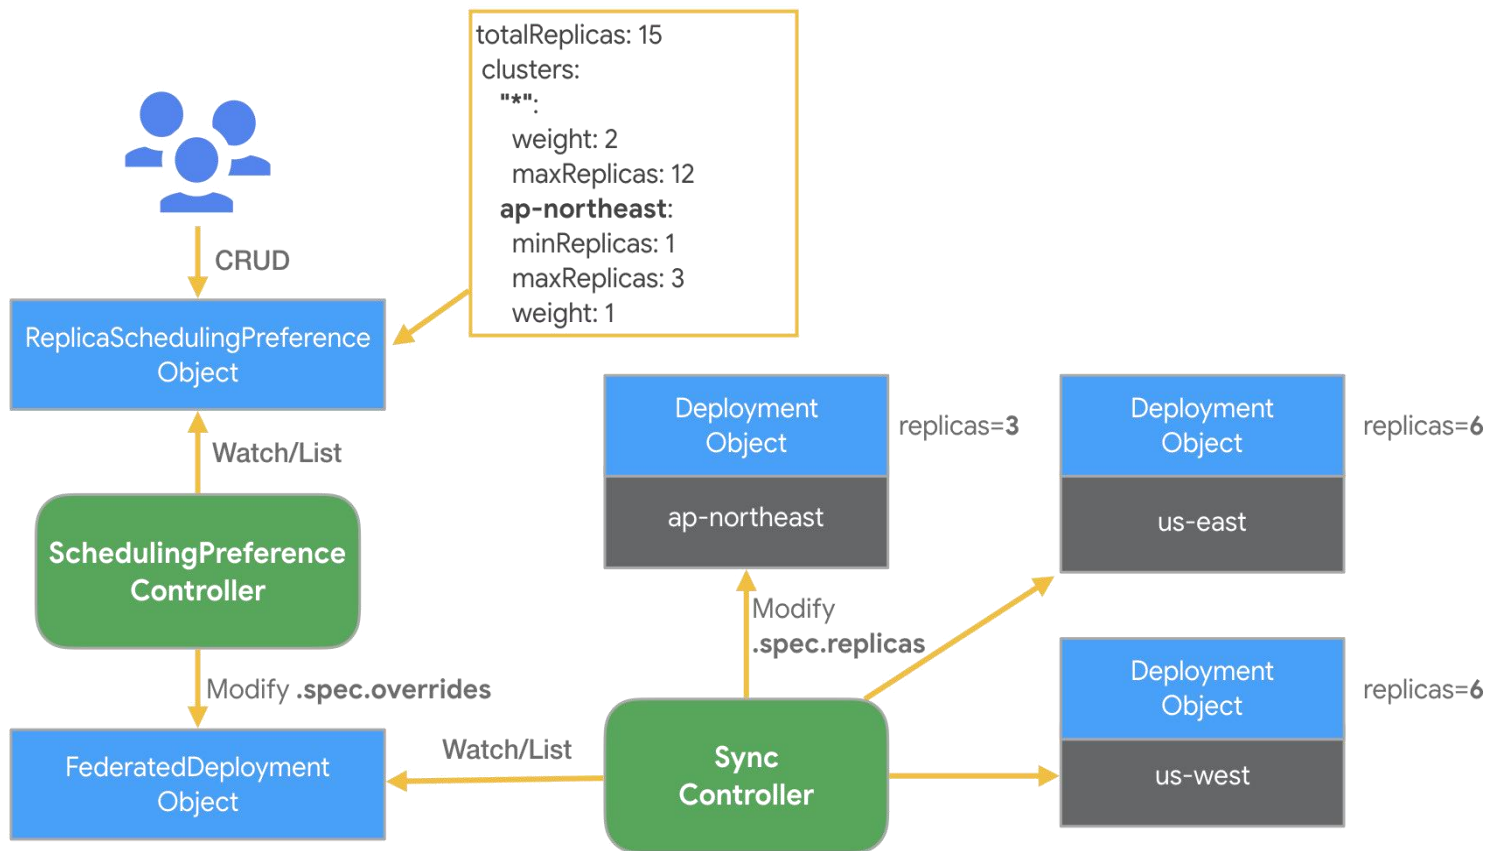 totalReplicas: 15
clusters:
"*":
weight: 2
maxReplicas: 12
ap-northeast:
minReplicas: 1
maxReplicas: 3
weight: 1
CRUD
ReplicaSchedulingPreference
Object
Watch/List
SchedulingPreference
Controller
Modify .spec.overrides
FederatedDeployment
Object
Watch/List
Sync
Controller
Modify
.spec.replicas
Deployment
Object
replicas=3
ap-northeast
Deployment
Object
replicas=6
us-east
Deployment
Object
replicas=6
us-west